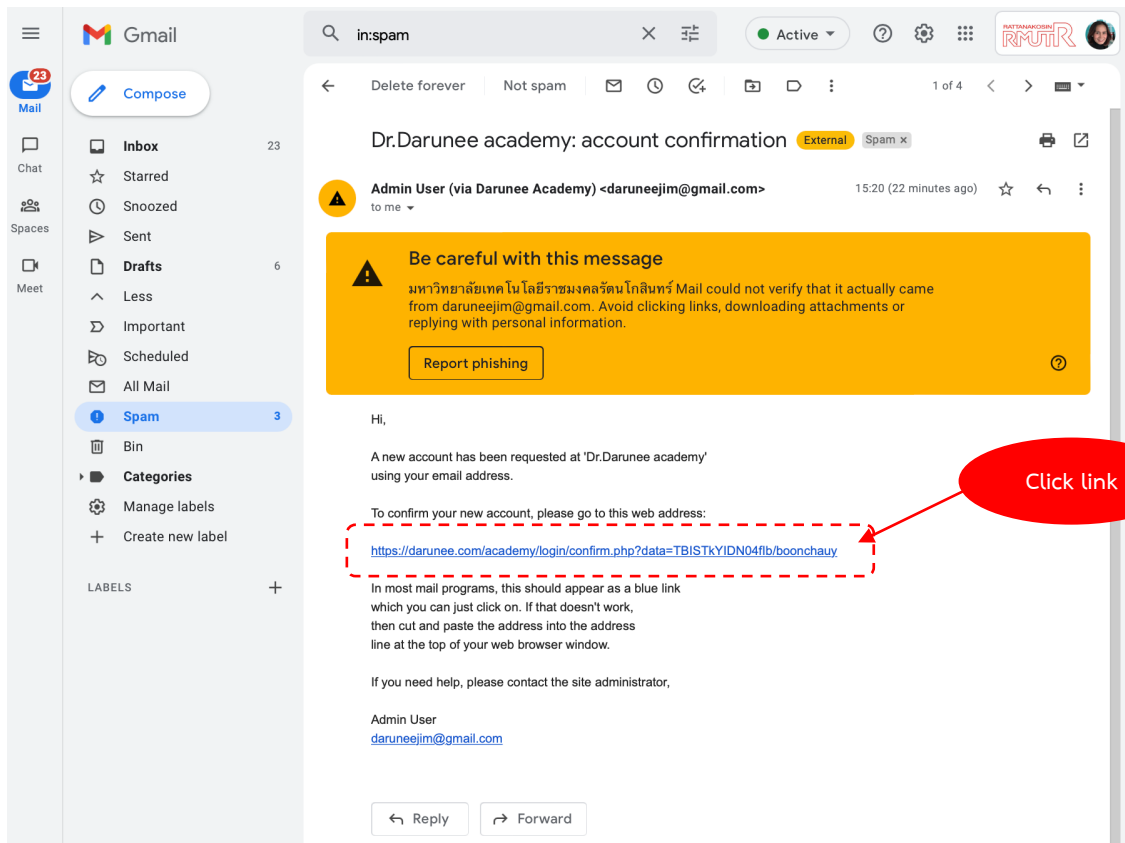 Gmail
in:spam
Active
RATTANAKOSIN
RMUTR
23
Mail
Chat
Spaces
Meet
Compose
Inbox 23
Starred
Snoozed
Sent
Drafts 6
Less
Important
Scheduled
All Mail
Spam 3
Bin
Categories
Manage labels
Create new label
LABELS
Delete forever Not spam 1 of 4
Dr.Darunee academy: account confirmation External Spam ×
Admin User (via Darunee Academy) <daruneejim@gmail.com> 15:20 (22 minutes ago)
to me
Be careful with this message
มหาวิทยาลัยเทคโนโลยีราชมงคลรัตนโกสินทร์ Mail could not verify that it actually came
from daruneejim@gmail.com. Avoid clicking links, downloading attachments or
replying with personal information.
Report phishing
Hi,
A new account has been requested at 'Dr.Darunee academy'
using your email address.
To confirm your new account, please go to this web address:
https://darunee.com/academy/login/confirm.php?data=TBISTkYIDN04flb/boonchauy
Click link
In most mail programs, this should appear as a blue link
which you can just click on. If that doesn't work,
then cut and paste the address into the address
line at the top of your web browser window.
If you need help, please contact the site administrator,
Admin User
daruneejim@gmail.com
Reply Forward